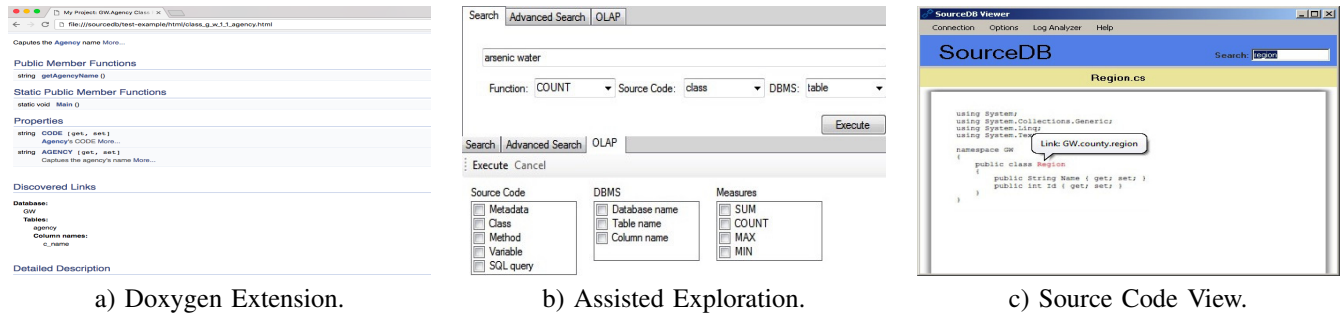 My Project: GW.Agency Class
file:///sourcedb/test-example/html/class_g_w_1_1_agency.html
Caputes the Agency name More...
Public Member Functions
string getAgencyName ()
Static Public Member Functions
static void Main ()
Properties
string CODE [get, set]
Agency's CODE More...
string AGENCY [get, set]
Captues the agency's name More...
Discovered Links
Database:
GW
Tables:
agency
Column names:
c_name
Detailed Description
a) Doxygen Extension.
Search Advanced Search OLAP
arsenic water
Function: COUNT Source Code: class DBMS: table
Execute
Search Advanced Search OLAP
Execute Cancel
Source Code DBMS Measures
Metadata Database name SUM
Class Table name COUNT
Method Column name MAX
Variable MIN
SQL query
b) Assisted Exploration.
SourceDB Viewer
Connection Options Log Analyzer Help
SourceDB Search: region
Region.cs
using System;
using System.Collections.Generic;
using System.Linq;
using System.Tex
Link: GW.county.region
namespace GW
{
public class Region
{
public String Name { get; set; }
public int Id { get; set; }
}
}
c) Source Code View.